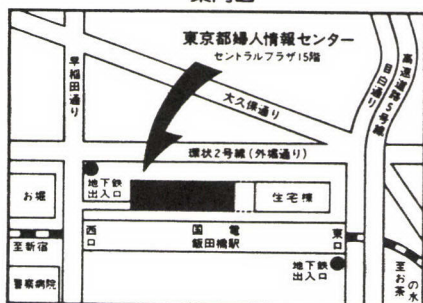 案内図
東京都婦人情報センター
セントラルプラザ15階
早稲田通り
大久保通り
目白通り
高速道路5号線
環状2号線(外堀通り)
地下鉄
出入口
お堀
住宅棟
西口
国電
飯田橋駅
東口
至新宿
地下鉄
出入口
至お茶の水
警察病院